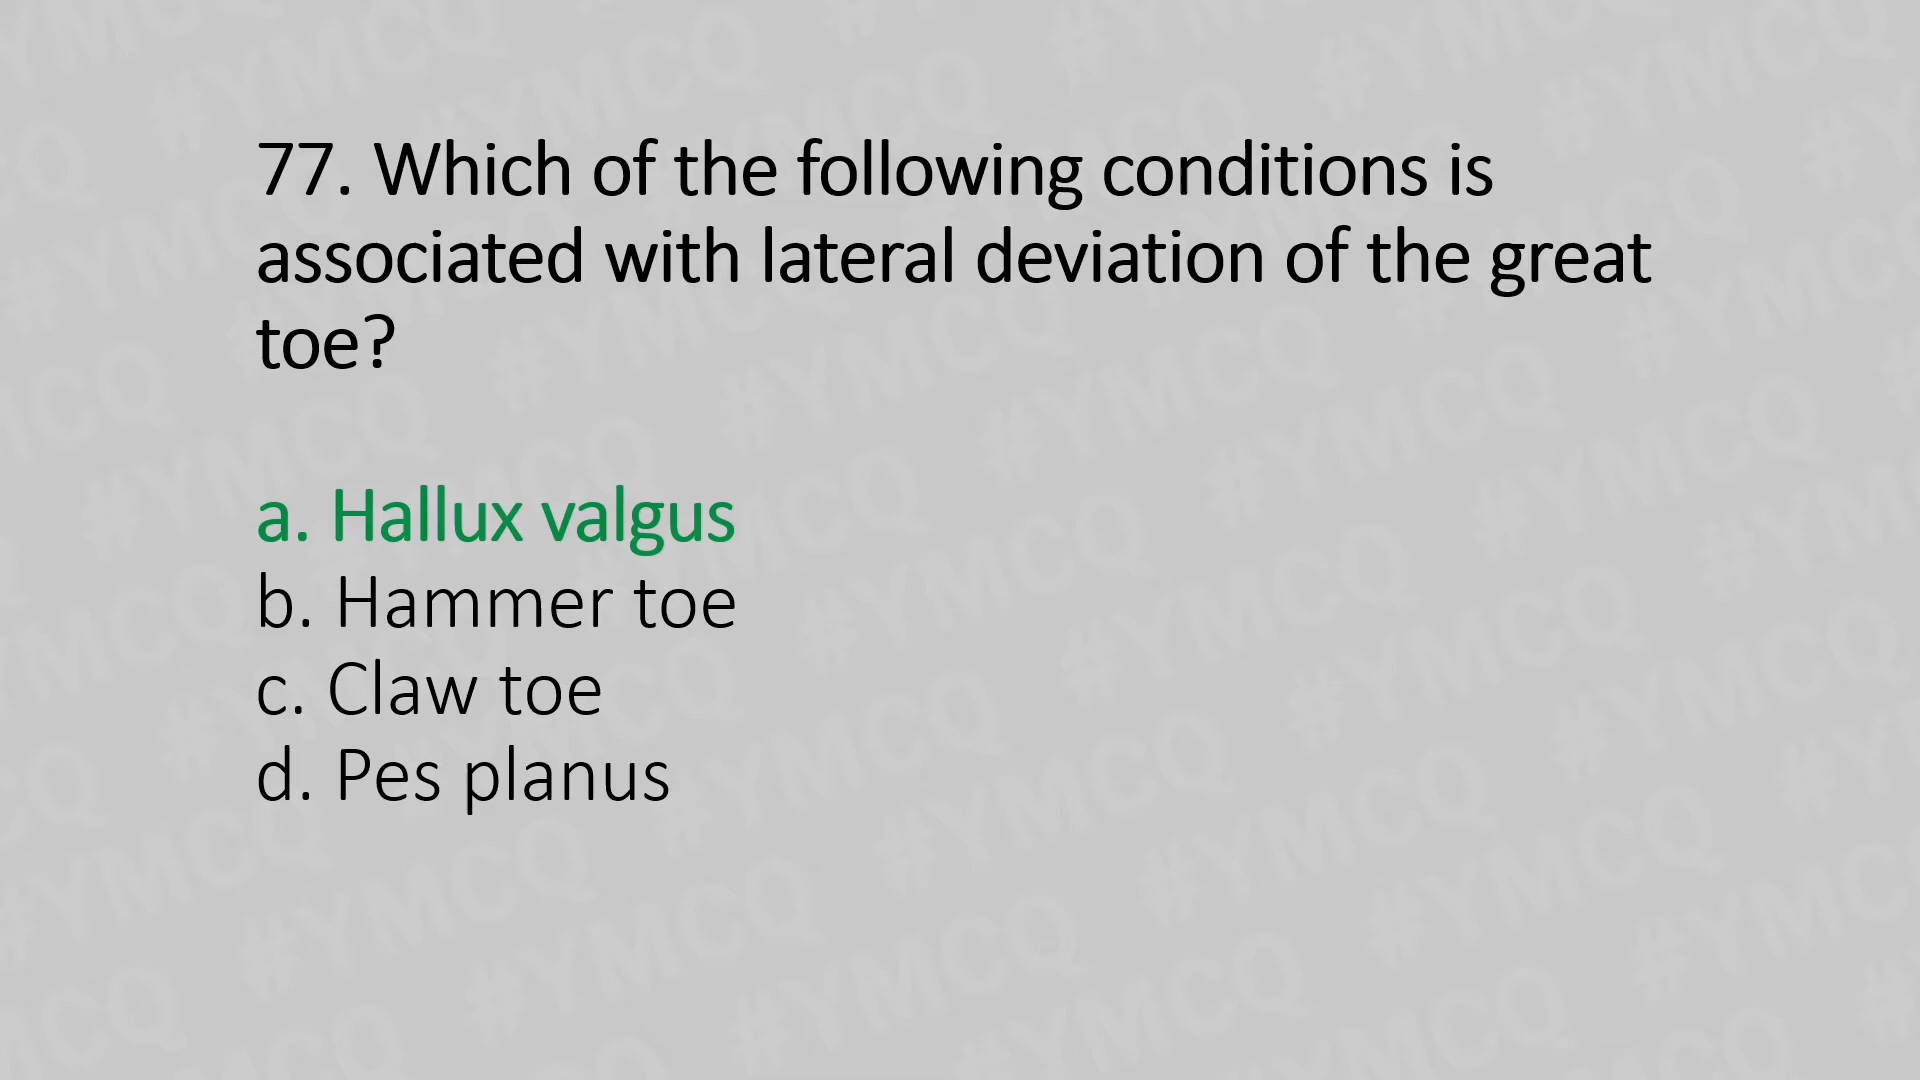 77. Which of the following conditions is
associated with lateral deviation of the great
toe?
a. Hallux valgus
b. Hammer toe
c. Claw toe
d. Pes planus
#YMCQ